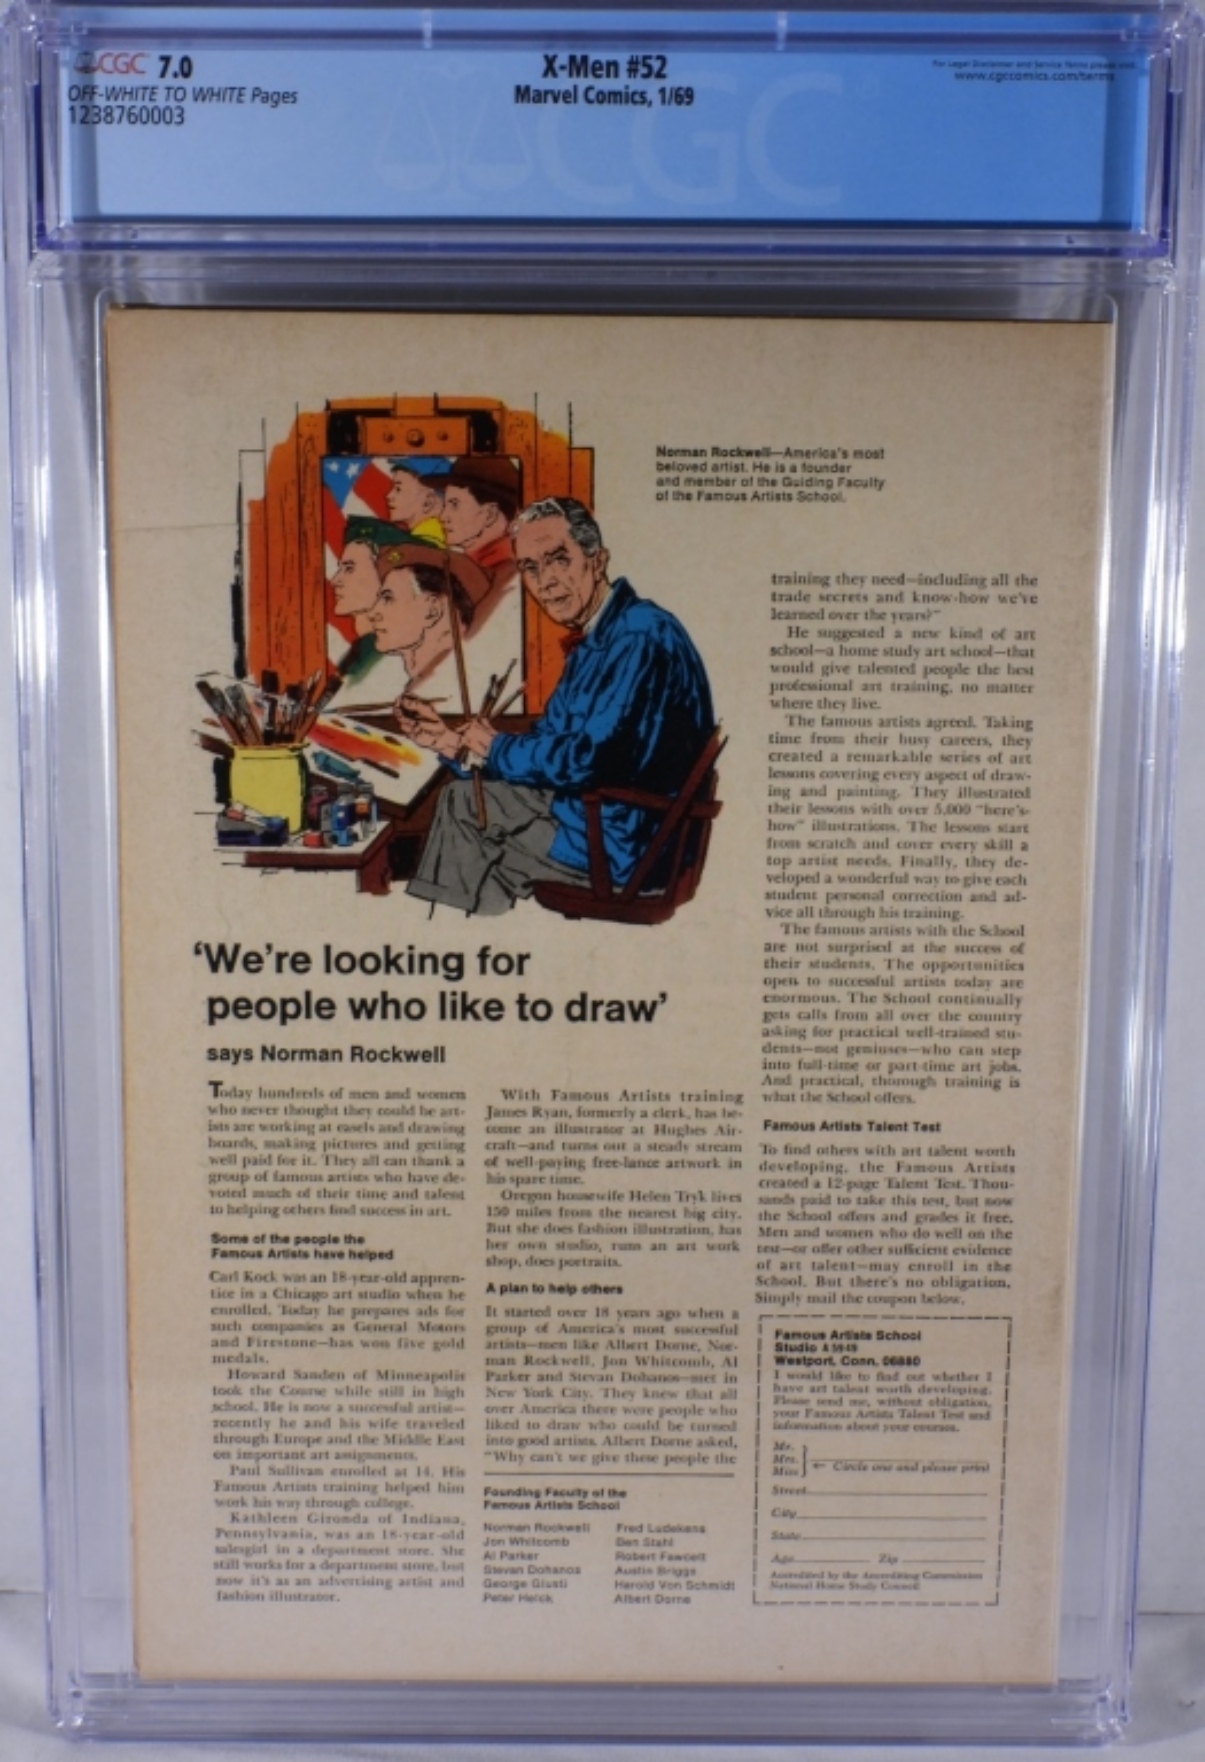 CGC 7.0
OFF-WHITE TO WHITE Pages
1238760003
X-Men #52
Marvel Comics, 1/69
www.cgccomics.com/terms
CGC
Norman Rockwell—America's most
beloved artist. He is a founder
and member of the Guiding Faculty
of the Famous Artists School.
'We're looking for
people who like to draw'
says Norman Rockwell
Today hundreds of men and women
who never thought they could be art-
ists are working at easels and drawing
boards, making pictures and getting
well paid for it. They all can thank a
group of famous artists who have de-
voted much of their time and talent
to helping others find success in art.
Some of the people the
Famous Artists have helped
Carl Kock was an 18-year-old appren-
tice in a Chicago art studio when he
enrolled. Today he prepares ads for
such companies as General Motors
and Firestone—has won five gold
medals.
Howard Sanden of Minneapolis
took the Course while still in high
school. He is now a successful artist—
recently he and his wife traveled
through Europe and the Middle East
on important art assignments.
Paul Sullivan enrolled at 14. His
Famous Artists training helped him
work his way through college.
Kathleen Gironda of Indiana,
Pennsylvania, was an 18-year-old
salesgirl in a department store. She
still works for a department store, but
now it's as an advertising artist and
fashion illustrator.
With Famous Artists training
James Ryan, formerly a clerk, has be-
come an illustrator at Hughes Air-
craft—and turns out a steady stream
of well-paying free-lance artwork in
his spare time.
Oregon housewife Helen Tryk lives
150 miles from the nearest big city.
But she does fashion illustration, has
her own studio, runs an art work
shop, does portraits.
A plan to help others
It started over 18 years ago when a
group of America's most successful
artists—men like Albert Dorne, Nor-
man Rockwell, Jon Whitcomb, Al
Parker and Stevan Dohanos—met in
New York City. They knew that all
over America there were people who
liked to draw who could be turned
into good artists. Albert Dorne asked,
"Why can't we give these people the
Founding Faculty of the
Famous Artists School
Norman Rockwell
Jon Whitcomb
Al Parker
Stevan Dohanos
George Giusti
Peter Helck
Fred Ludekens
Ben Stahl
Robert Fawcett
Austin Briggs
Harold Von Schmidt
Albert Dorne
training they need—including all the
trade secrets and know-how we've
learned over the years?"
He suggested a new kind of art
school—a home study art school—that
would give talented people the best
professional art training, no matter
where they live.
The famous artists agreed. Taking
time from their busy careers, they
created a remarkable series of art
lessons covering every aspect of draw-
ing and painting. They illustrated
their lessons with over 5,000 "here's-
how" illustrations. The lessons start
from scratch and cover every skill a
top artist needs. Finally, they de-
veloped a wonderful way to give each
student personal correction and ad-
vice all through his training.
The famous artists with the School
are not surprised at the success of
their students. The opportunities
open to successful artists today are
enormous. The School continually
gets calls from all over the country
asking for practical well-trained stu-
dents—not geniuses—who can step
into full-time or part-time art jobs.
And practical, thorough training is
what the School offers.
Famous Artists Talent Test
To find others with art talent worth
developing, the Famous Artists
created a 12-page Talent Test. Thou-
sands paid to take this test, but now
the School offers and grades it free.
Men and women who do well on the
test—or offer other sufficient evidence
of art talent—may enroll in the
School. But there's no obligation.
Simply mail the coupon below.
Famous Artists School
Studio
Westport, Conn. 06880
I would like to find out whether I
have art talent worth developing.
Please send me, without obligation,
your Famous Artists Talent Test and
information about your courses.
Mr.
Mrs.
Miss
Circle one and please print
Street
City
State
Age Zip
Accredited by the Accrediting Commission
National Home Study Council